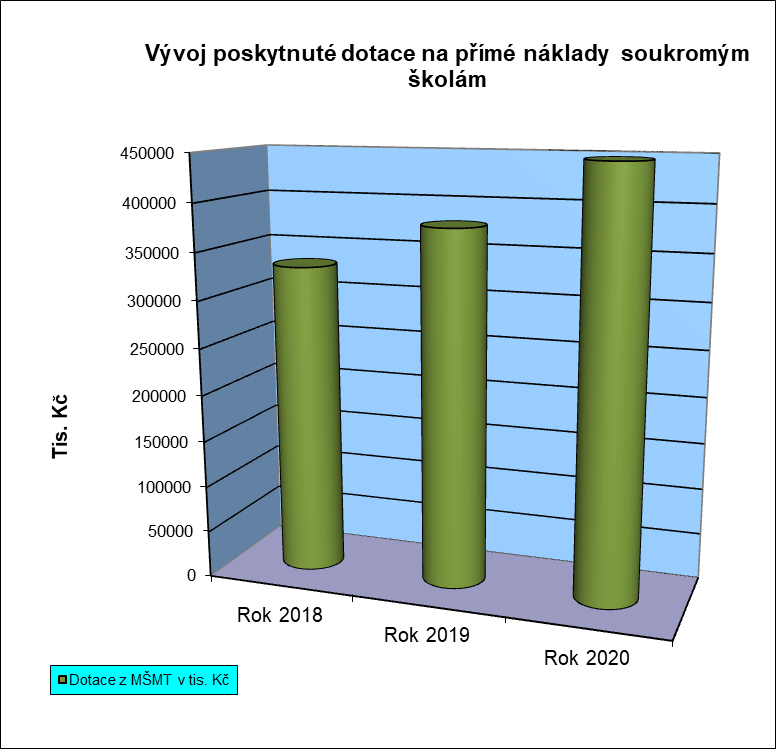 Vývoj poskytnuté dotace na přímé náklady soukromým
školám
450000
400000
350000
300000
250000
200000
150000
100000
50000
0
Tis. Kč
Rok 2018
Rok 2019
Rok 2020
Dotace z MŠMT v tis. Kč